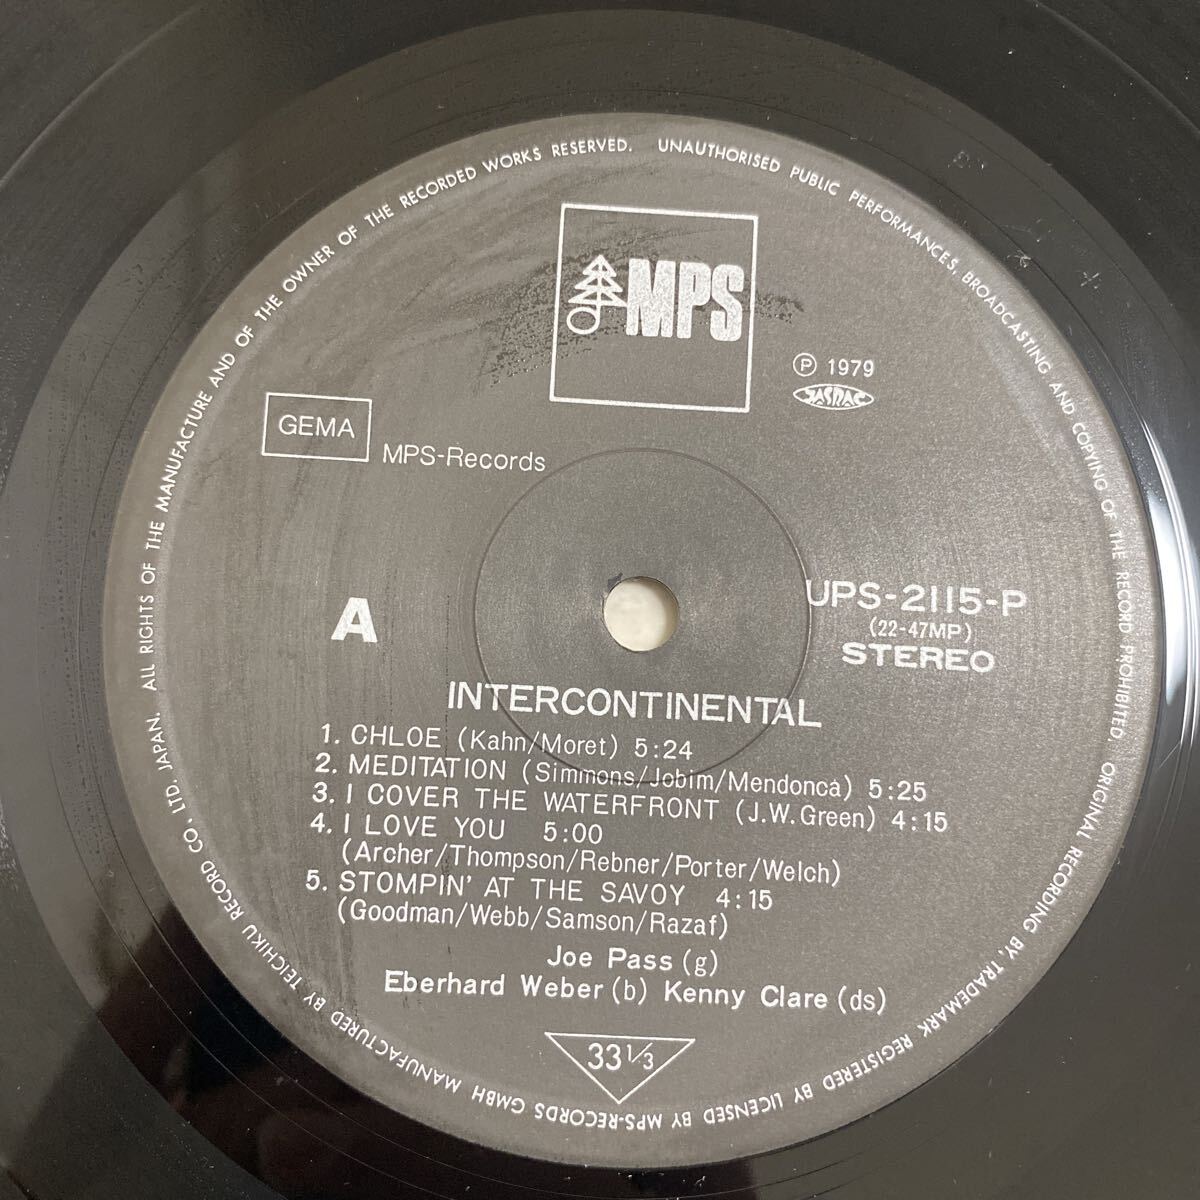 ALL RIGHTS OF THE MANUFACTURE AND OF THE OWNER OF THE RECORDED WORKS RESERVED. UNAUTHORISED PUBLIC PERFORMANCES, BROADCASTING AND COPYING OF THE RECORD PROHIBITED. ORIGINAL RECORDING BY, TRADEMARK REGISTERED BY LICENSED BY MPS-RECORDS GMBH MANUFACTURED BY TEICHIKU RECORD CO., LTD. JAPAN.
MPS
Ⓟ 1979
JASRAC
GEMA
MPS-Records
UPS-2115-P
(22-47MP)
STEREO
A
INTERCONTINENTAL
1. CHLOE (Kahn/Moret) 5:24
2. MEDITATION (Simmons/Jobim/Mendonca) 5:25
3. I COVER THE WATERFRONT (J.W.Green) 4:15
4. I LOVE YOU 5:00
(Archer/Thompson/Rebner/Porter/Welch)
5. STOMPIN' AT THE SAVOY 4:15
(Goodman/Webb/Samson/Razaf)
Joe Pass (g)
Eberhard Weber (b) Kenny Clare (ds)
33 1/3